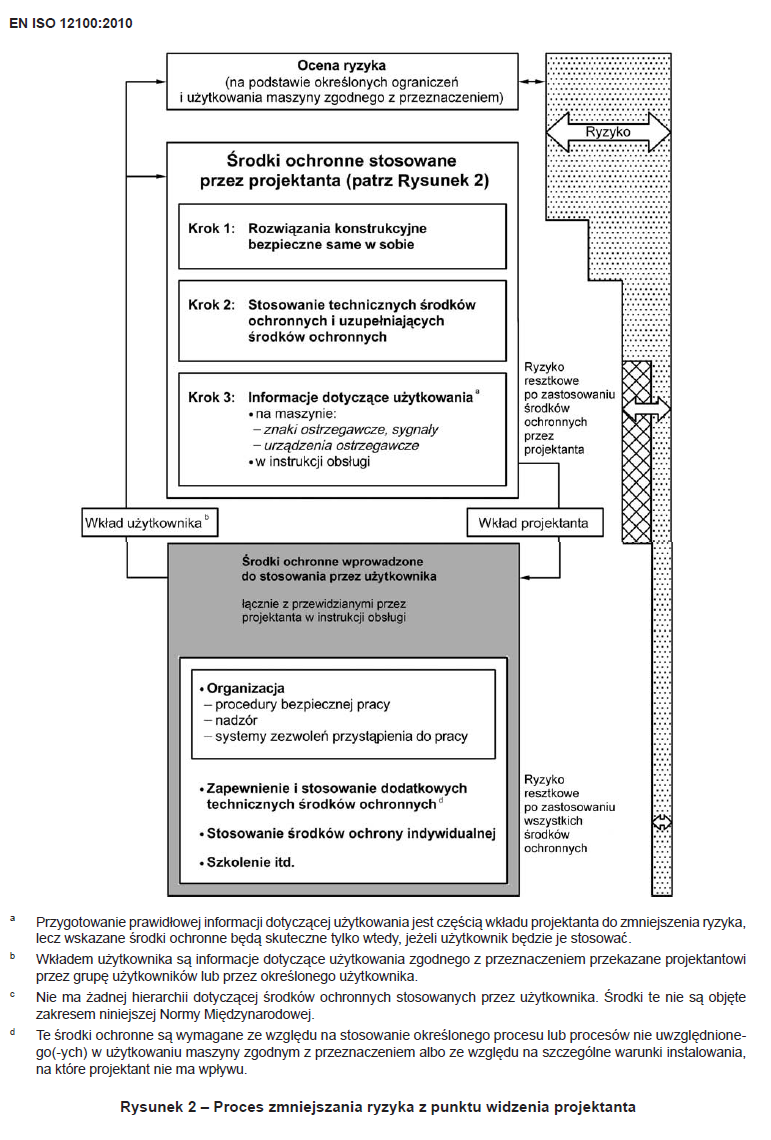 EN ISO 12100:2010
Ocena ryzyka
(na podstawie określonych ograniczeń
i użytkowania maszyny zgodnego z przeznaczeniem)
Ryzyko
Środki ochronne stosowane
przez projektanta (patrz Rysunek 2)
Krok 1: Rozwiązania konstrukcyjne
bezpieczne same w sobie
Krok 2: Stosowanie technicznych środków
ochronnych i uzupełniających
środków ochronnych
Krok 3: Informacje dotyczące użytkowania a
• na maszynie:
– znaki ostrzegawcze, sygnały
– urządzenia ostrzegawcze
• w instrukcji obsługi
Ryzyko
resztkowe
po zastosowaniu
środków
ochronnych
przez
projektanta
Wkład użytkownika b
Wkład projektanta
Środki ochronne wprowadzone
do stosowania przez użytkownika
łącznie z przewidzianymi przez
projektanta w instrukcji obsługi
• Organizacja
– procedury bezpiecznej pracy
– nadzór
– systemy zezwoleń przystąpienia do pracy
• Zapewnienie i stosowanie dodatkowych
technicznych środków ochronnych d
• Stosowanie środków ochrony indywidualnej
• Szkolenie itd.
Ryzyko
resztkowe
po zastosowaniu
wszystkich
środków
ochronnych
a Przygotowanie prawidłowej informacji dotyczącej użytkowania jest częścią wkładu projektanta do zmniejszenia ryzyka,
lecz wskazane środki ochronne będą skuteczne tylko wtedy, jeżeli użytkownik będzie je stosować.
b Wkładem użytkownika są informacje dotyczące użytkowania zgodnego z przeznaczeniem przekazane projektantowi
przez grupę użytkowników lub przez określonego użytkownika.
c Nie ma żadnej hierarchii dotyczącej środków ochronnych stosowanych przez użytkownika. Środki te nie są objęte
zakresem niniejszej Normy Międzynarodowej.
d Te środki ochronne są wymagane ze względu na stosowanie określonego procesu lub procesów nie uwzględnione-
go(-ych) w użytkowaniu maszyny zgodnym z przeznaczeniem albo ze względu na szczególne warunki instalowania,
na które projektant nie ma wpływu.
Rysunek 2 – Proces zmniejszania ryzyka z punktu widzenia projektanta